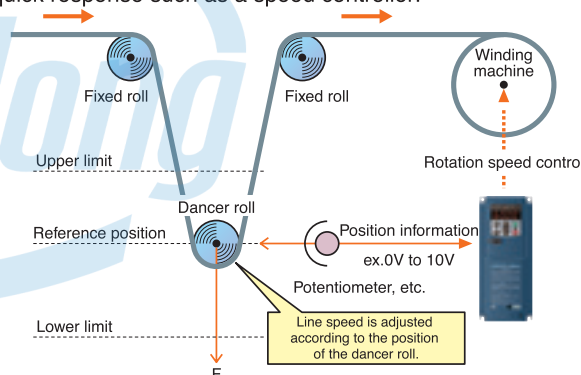 quick response such as a speed controller.
Winding
machine
Fixed roll
Fixed roll
Upper limit
Rotation speed contro
Dancer roll
Reference position
Position information
ex.0V to 10V
Potentiometer, etc.
Line speed is adjusted
according to the position
of the dancer roll.
Lower limit
F